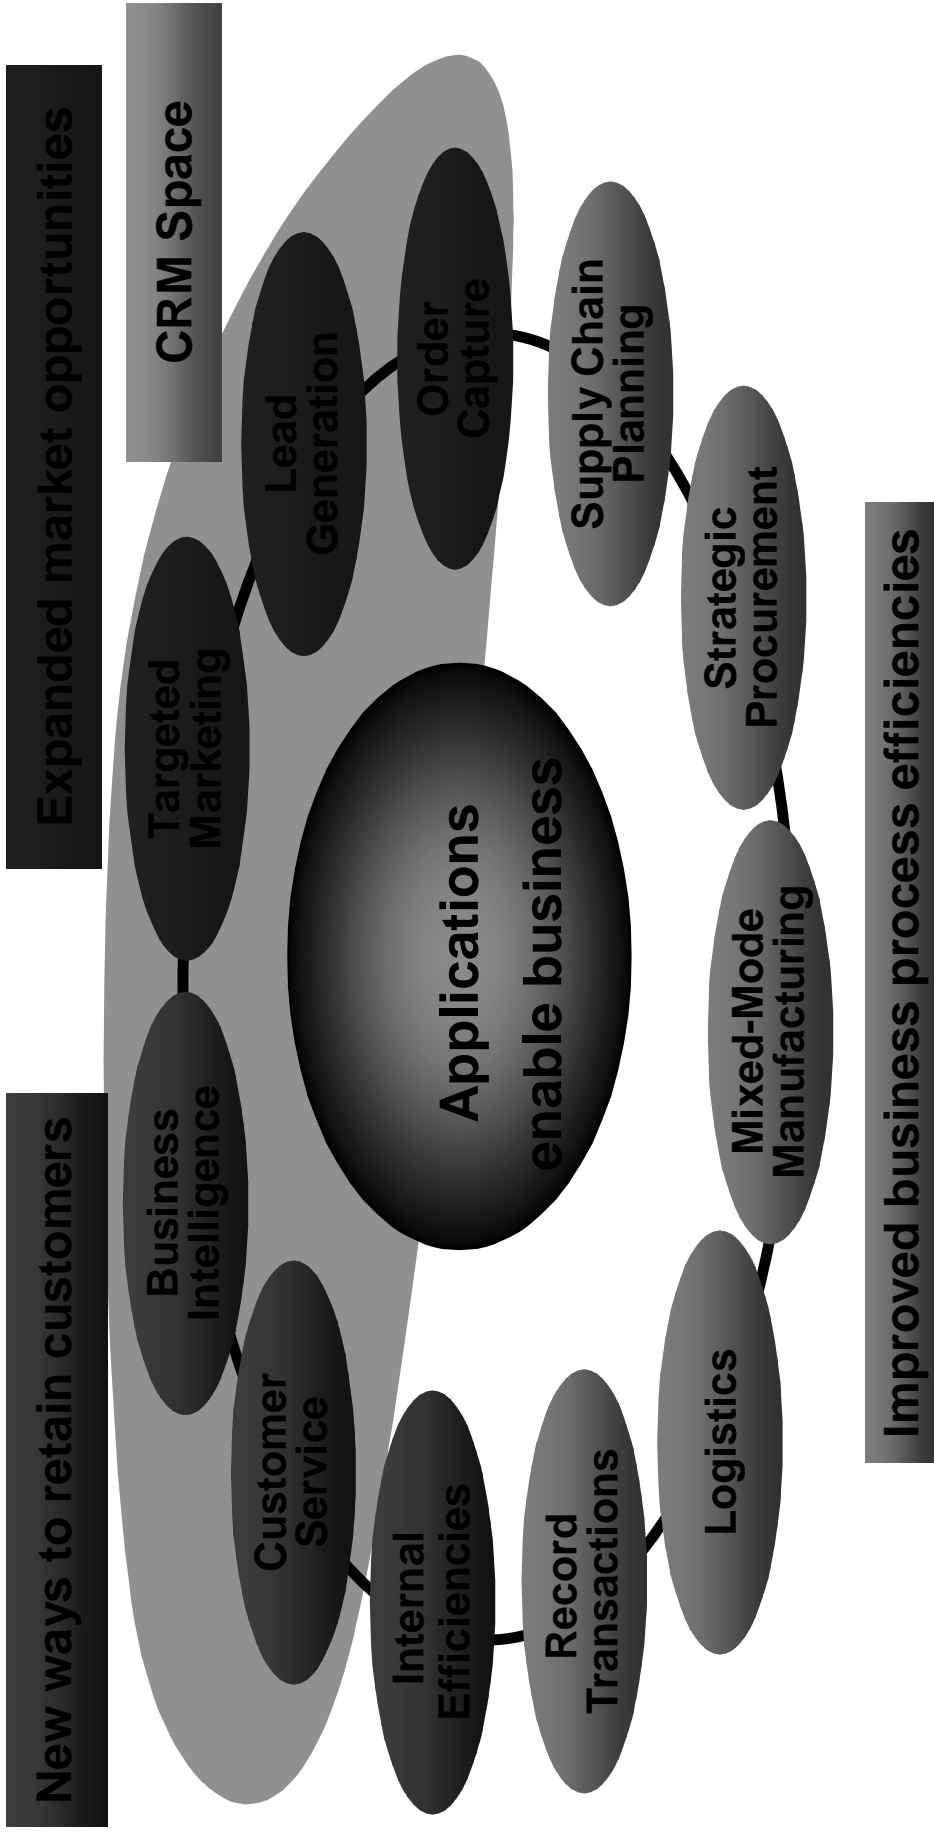 New ways to retain customers
Expanded market opportunities
CRM Space
Business
Intelligence
Targeted
Marketing
Customer
Service
Lead
Generation
Internal
Efficiencies
Order
Capture
Applications
enable business
Record
Transactions
Supply Chain
Planning
Logistics
Strategic
Procurement
Mixed-Mode
Manufacturing
Improved business process efficiencies